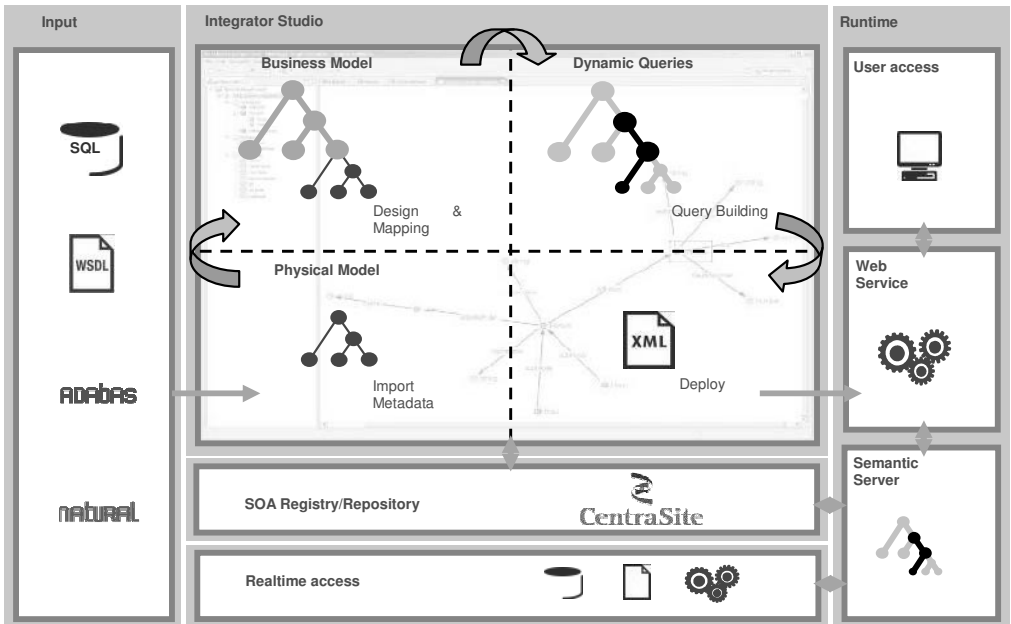 Input
SQL
WSDL
ADABAS
NATURAL
Integrator Studio
Business Model
Design &
Mapping
Dynamic Queries
Query Building
Physical Model
Import
Metadata
XML
Deploy
SOA Registry/Repository
CentraSite
Realtime access
Runtime
User access
Web
Service
Semantic
Server